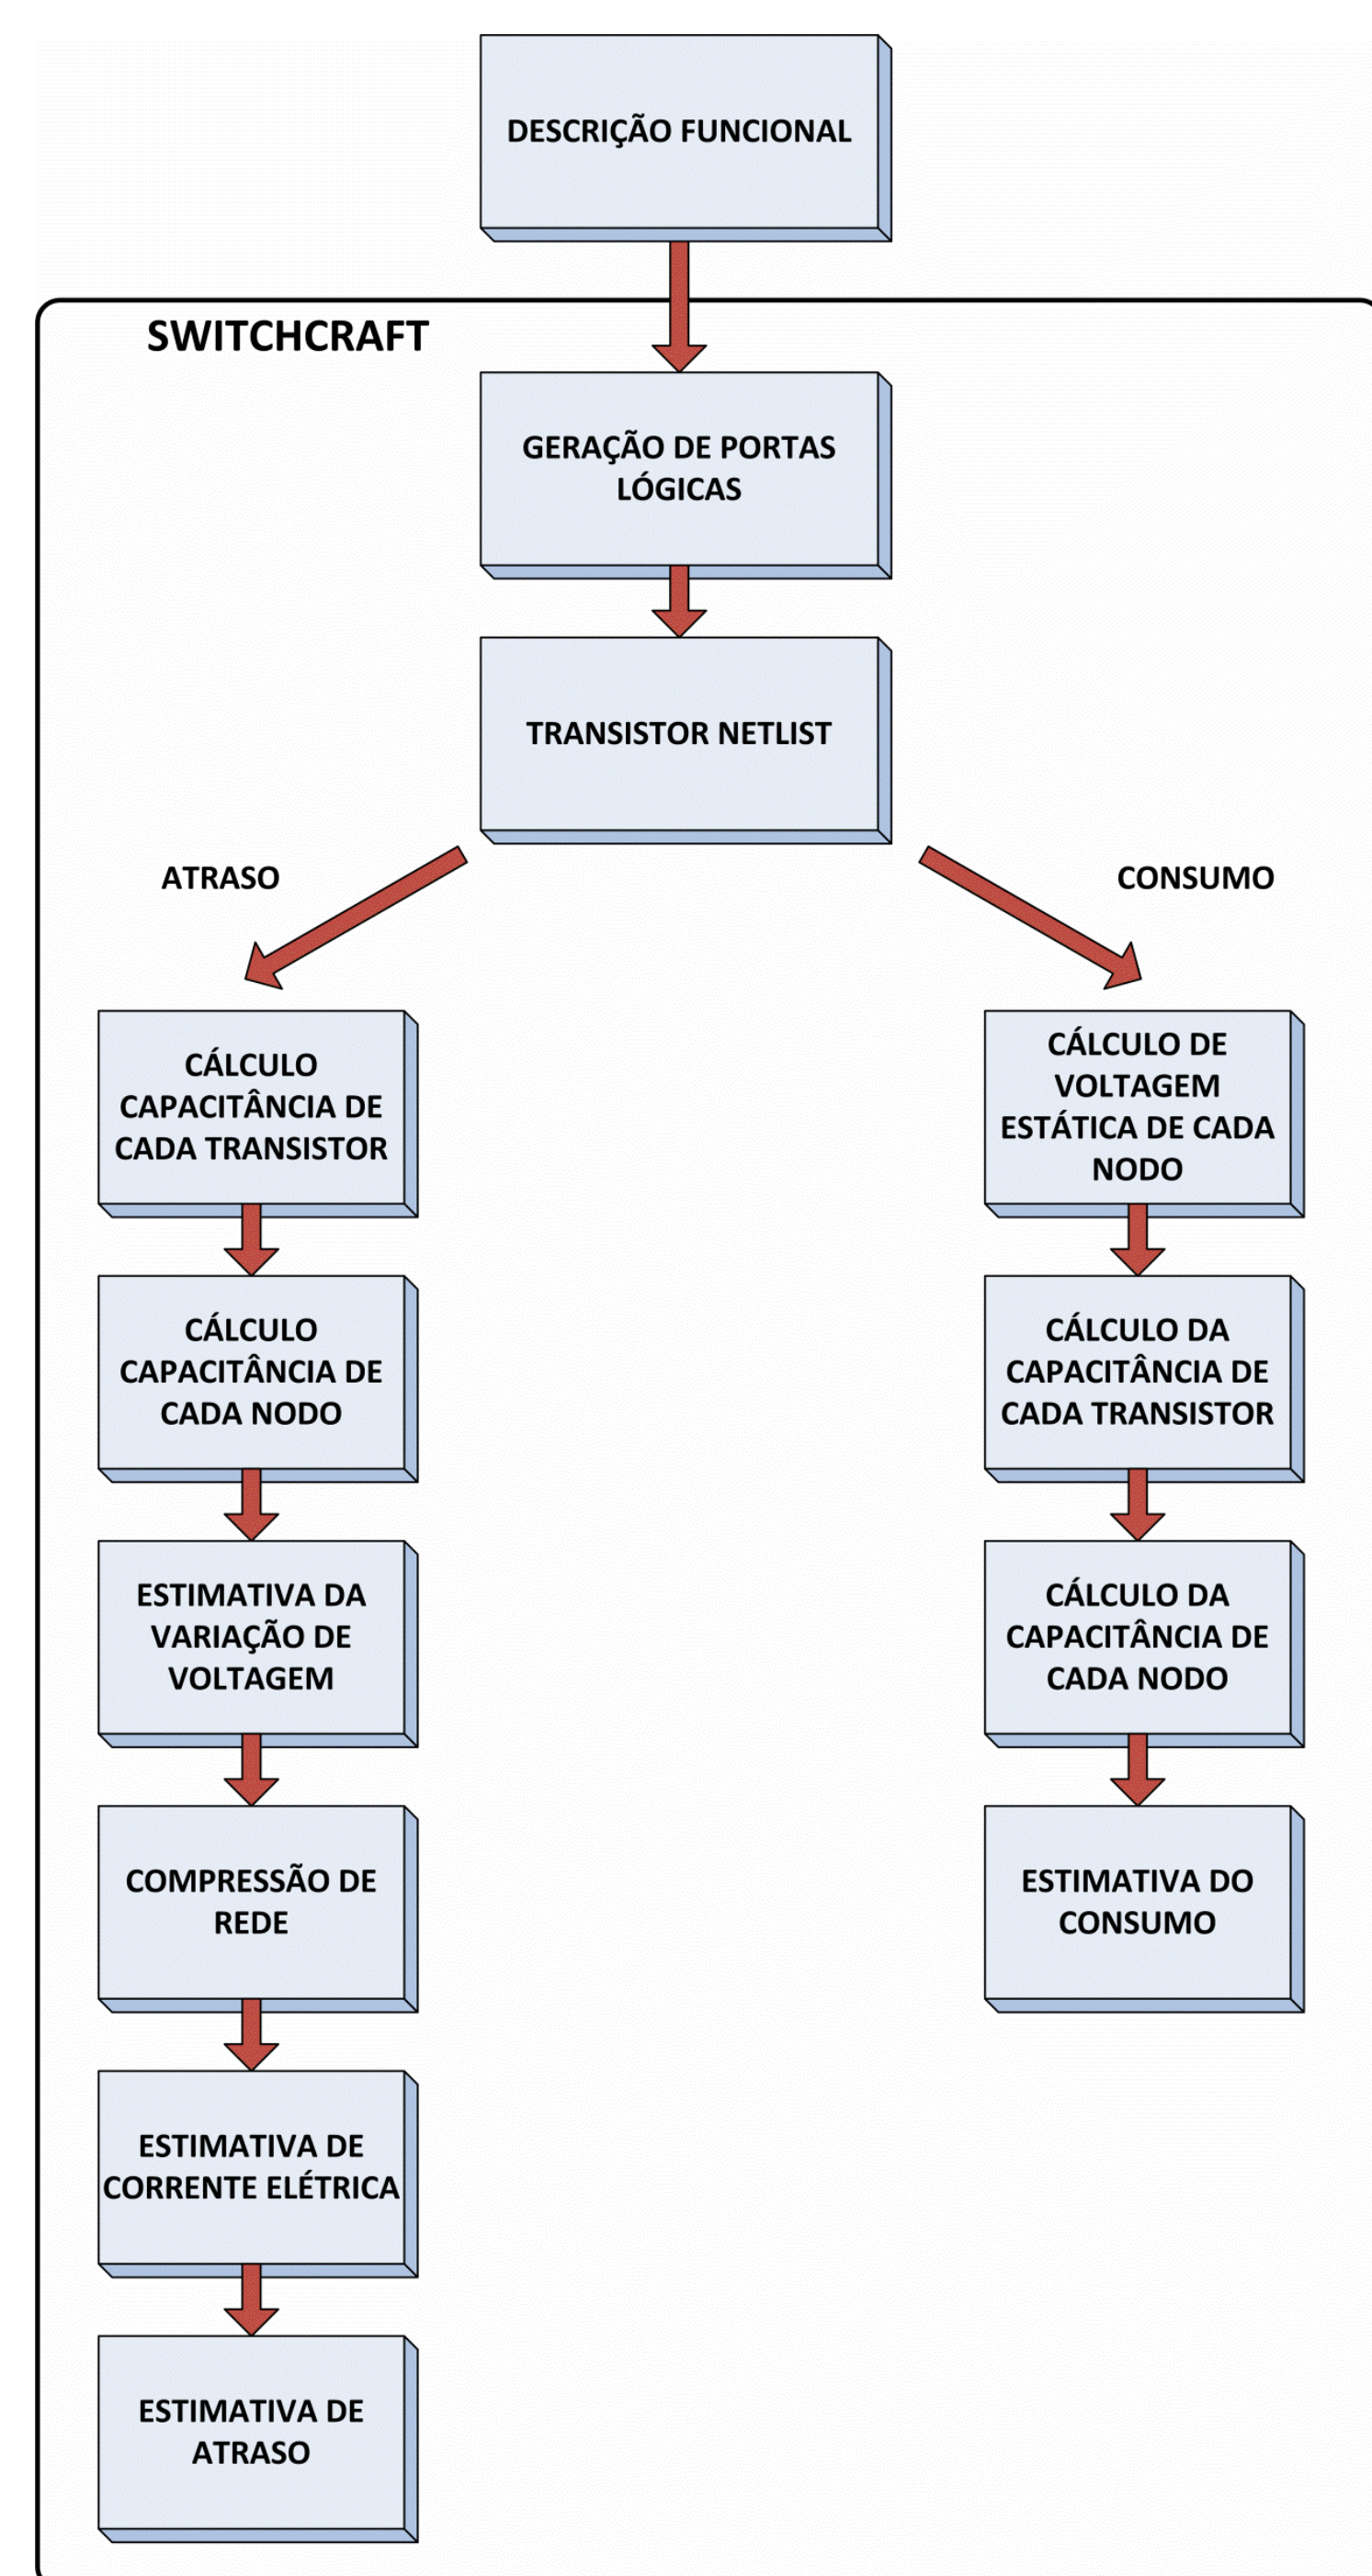 DESCRIÇÃO FUNCIONAL
SWITCHCRAFT
GERAÇÃO DE PORTAS
LÓGICAS
TRANSISTOR NETLIST
ATRASO
CONSUMO
CÁLCULO
CAPACITÂNCIA DE
CADA TRANSISTOR
CÁLCULO
CAPACITÂNCIA DE
CADA NODO
ESTIMATIVA DA
VARIAÇÃO DE
VOLTAGEM
COMPRESSÃO DE
REDE
ESTIMATIVA DE
CORRENTE ELÉTRICA
ESTIMATIVA DE
ATRASO
CÁLCULO DE
VOLTAGEM
ESTÁTICA DE CADA
NODO
CÁLCULO DA
CAPACITÂNCIA DE
CADA TRANSISTOR
CÁLCULO DA
CAPACITÂNCIA DE
CADA NODO
ESTIMATIVA DO
CONSUMO